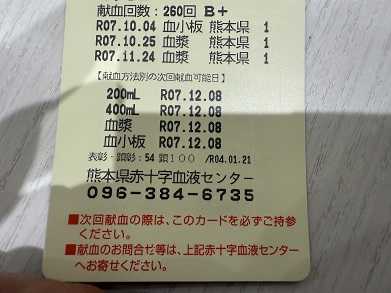 献血回数：260回 B+
R07.10.04 血小板 熊本県 1
R07.10.25 血漿 熊本県 1
R07.11.24 血漿 熊本県 1
【献血方法別の次回献血可能日】
200mL R07.12.08
400mL R07.12.08
血漿 R07.12.08
血小板 R07.12.08
表彰・顕彰：54 顕100 /R04.01.21
熊本県赤十字血液センター
096-384-6735
■次回献血の際は、このカードを必ずご持参
ください。
■献血のお問合せ等は、上記赤十字血液センター
へお寄せください。